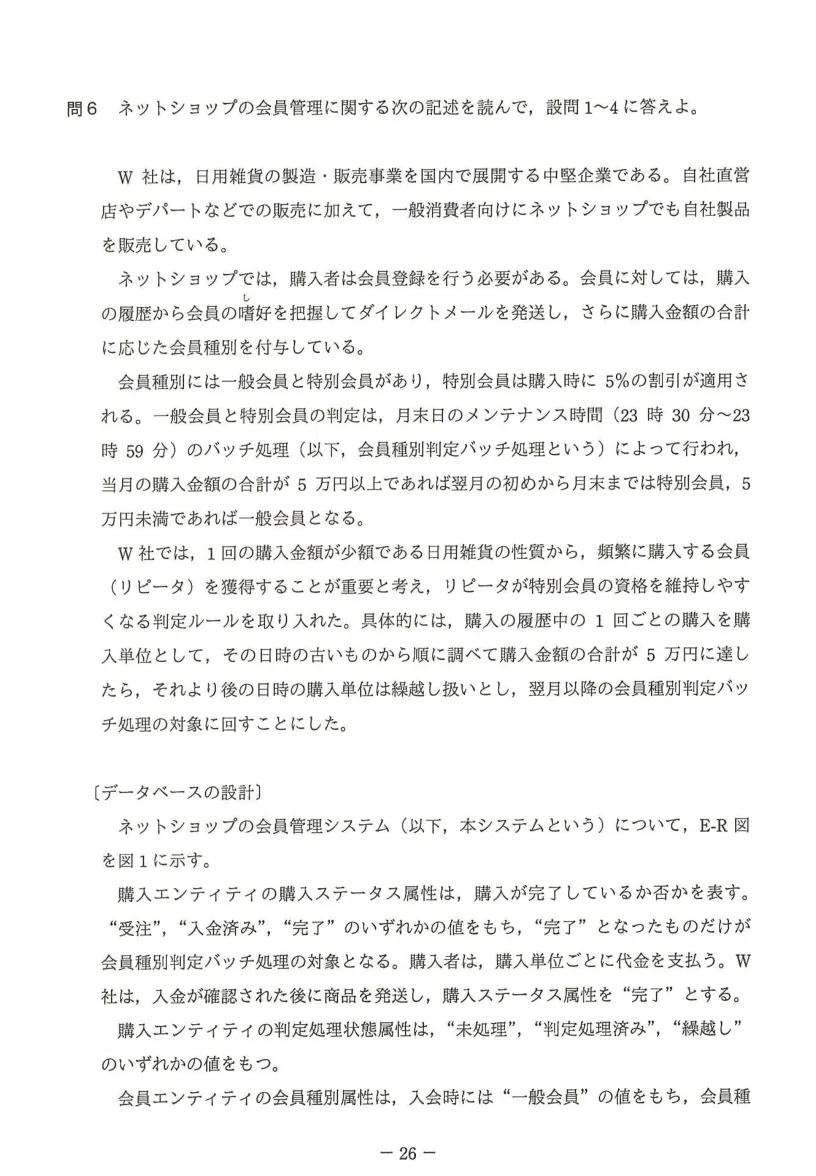 問6 ネットショップの会員管理に関する次の記述を読んで，設問1～4に答えよ。
W 社は，日用雑貨の製造・販売事業を国内で展開する中堅企業である。自社直営
店やデパートなどでの販売に加えて，一般消費者向けにネットショップでも自社製品
を販売している。
ネットショップでは，購入者は会員登録を行う必要がある。会員に対しては，購入
し
の履歴から会員の嗜好を把握してダイレクトメールを発送し，さらに購入金額の合計
に応じた会員種別を付与している。
会員種別には一般会員と特別会員があり，特別会員は購入時に 5%の割引が適用さ
れる。一般会員と特別会員の判定は，月末日のメンテナンス時間（23 時 30 分～23
時 59 分）のバッチ処理（以下，会員種別判定バッチ処理という）によって行われ，
当月の購入金額の合計が 5 万円以上であれば翌月の初めから月末までは特別会員，5
万円未満であれば一般会員となる。
W 社では，1 回の購入金額が少額である日用雑貨の性質から，頻繁に購入する会員
（リピータ）を獲得することが重要と考え，リピータが特別会員の資格を維持しやす
くなる判定ルールを取り入れた。具体的には，購入の履歴中の 1 回ごとの購入を購
入単位として，その日時の古いものから順に調べて購入金額の合計が 5 万円に達し
たら，それより後の日時の購入単位は繰越し扱いとし，翌月以降の会員種別判定バッ
チ処理の対象に回すことにした。
〔データベースの設計〕
ネットショップの会員管理システム（以下，本システムという）について，E-R 図
を図 1 に示す。
購入エンティティの購入ステータス属性は，購入が完了しているか否かを表す。
“受注”，“入金済み”，“完了” のいずれかの値をもち，“完了” となったものだけが
会員種別判定バッチ処理の対象となる。購入者は，購入単位ごとに代金を支払う。W
社は，入金が確認された後に商品を発送し，購入ステータス属性を “完了” とする。
購入エンティティの判定処理状態属性は，“未処理”，“判定処理済み”，“繰越し”
のいずれかの値をもつ。
会員エンティティの会員種別属性は，入会時には “一般会員” の値をもち，会員種
－ 26 －